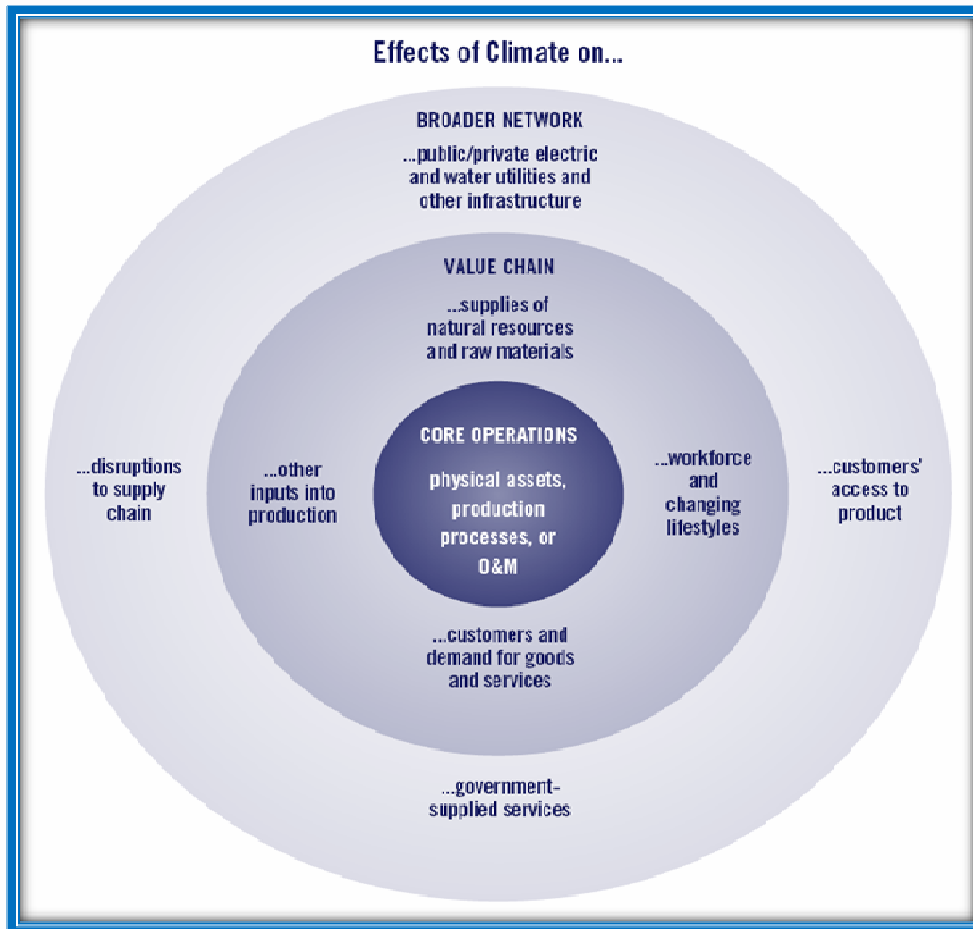 Effects of Climate on...
BROADER NETWORK
...public/private electric
and water utilities and
other infrastructure
VALUE CHAIN
...supplies of
natural resources
and raw materials
CORE OPERATIONS
physical assets,
production
processes, or
O&M
...disruptions
to supply
chain
...other
inputs into
production
...workforce
and
changing
lifestyles
...customers'
access to
product
...customers and
demand for goods
and services
...government-
supplied services